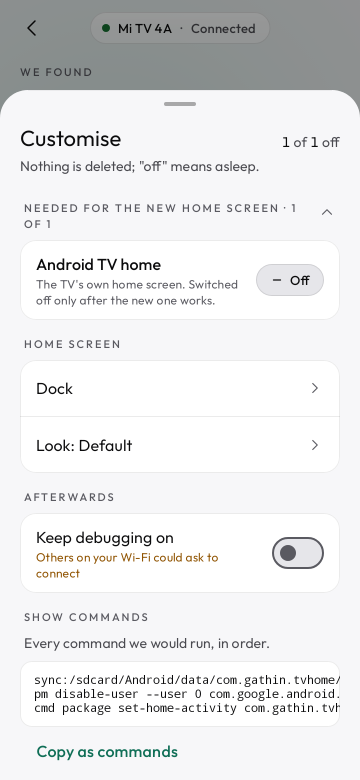 Mi TV 4A · Connected
WE FOUND
Customise
1 of 1 off
Nothing is deleted; "off" means asleep.
NEEDED FOR THE NEW HOME SCREEN · 1
OF 1
Android TV home
The TV's own home screen. Switched
off only after the new one works.
Off
HOME SCREEN
Dock
Look: Default
AFTERWARDS
Keep debugging on
Others on your Wi-Fi could ask to
connect
SHOW COMMANDS
Every command we would run, in order.
sync:/sdcard/Android/data/com.gathin.tvhome/
pm disable-user --user 0 com.google.android.
cmd package set-home-activity com.gathin.tvh
Copy as commands